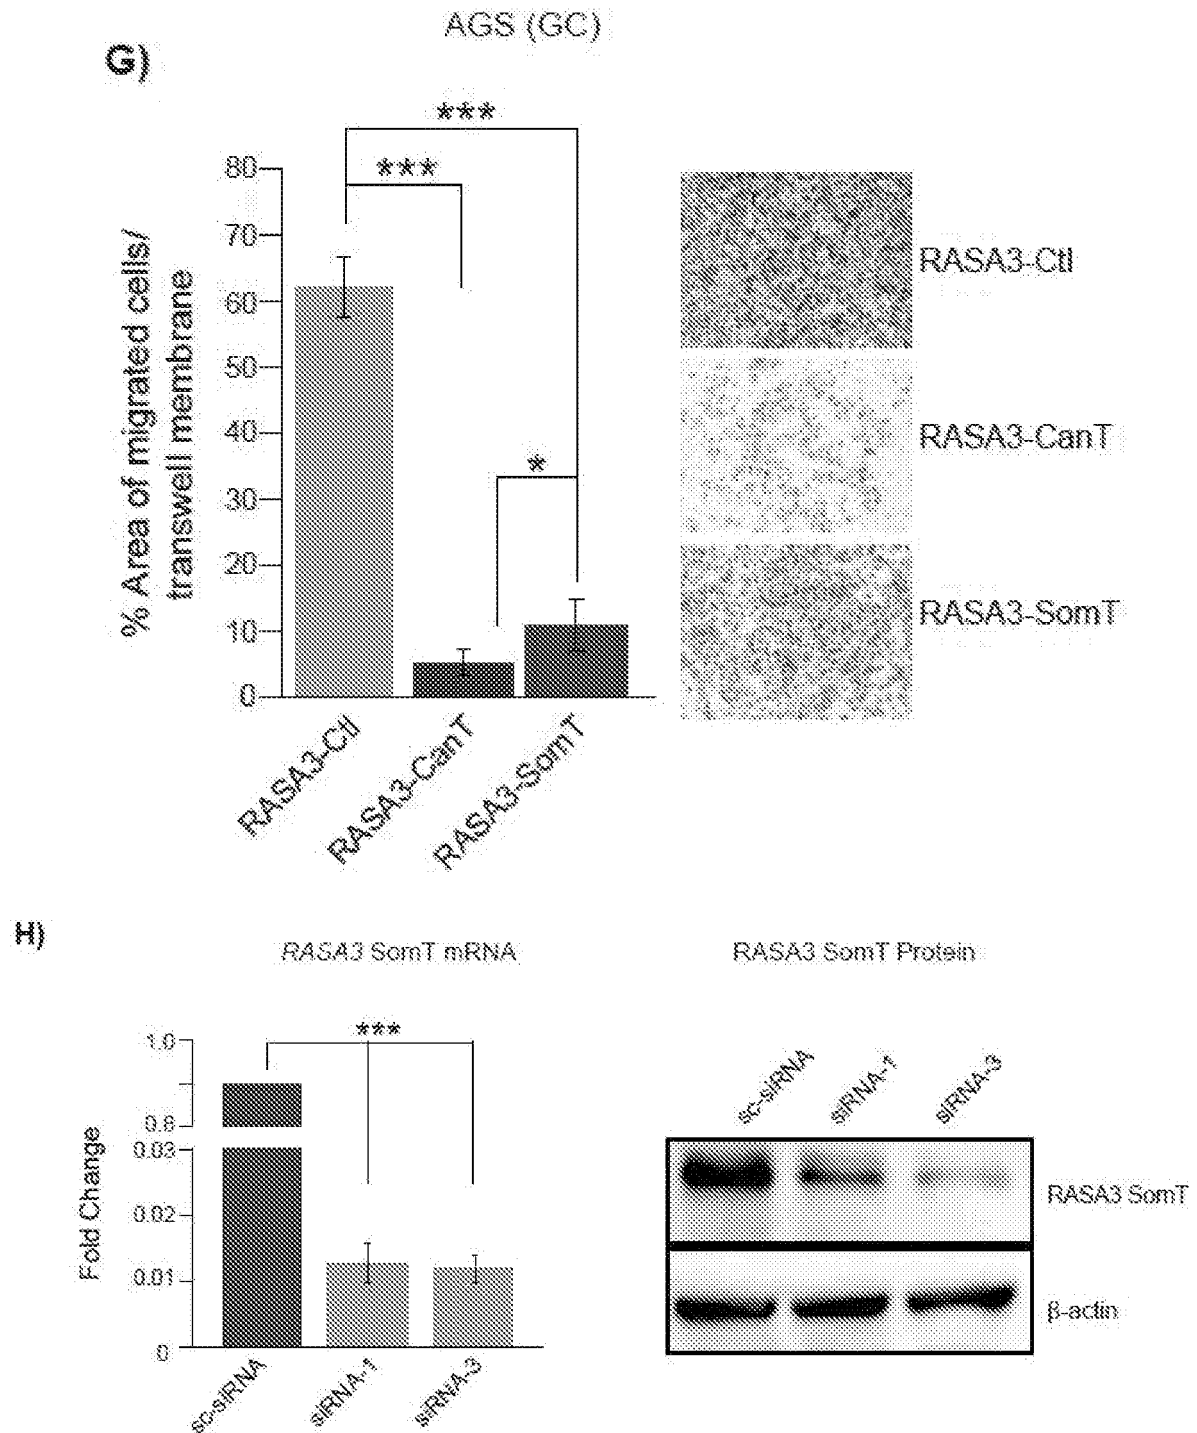 AGS (GC)
G)
***
***
80
70
60
50
40
30
20
10
0
*
% Area of migrated cells/
transwell membrane
RASA3-Ctl
RASA3-CanT
RASA3-SomT
RASA3-Ctl
RASA3-CanT
RASA3-SomT
H)
RASA3 SomT mRNA
***
1.0
0.8
0.03
0.02
0.01
0
Fold Change
sc-siRNA
siRNA-1
siRNA-3
RASA3 SomT Protein
sc-siRNA
siRNA-1
siRNA-3
RASA3 SomT
β-actin